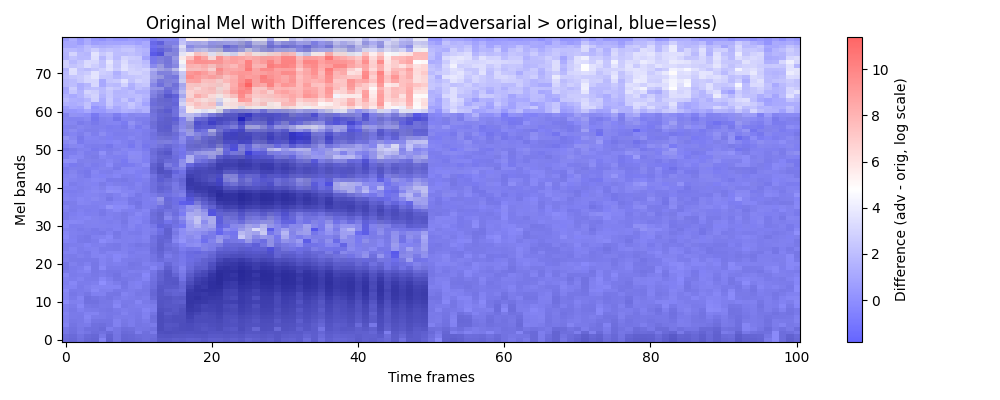 Original Mel with Differences (red=adversarial > original, blue=less)
Mel bands
70
60
50
40
30
20
10
0
0 20 40 60 80 100
Time frames
10
8
6
4
2
0
Difference (adv - orig, log scale)